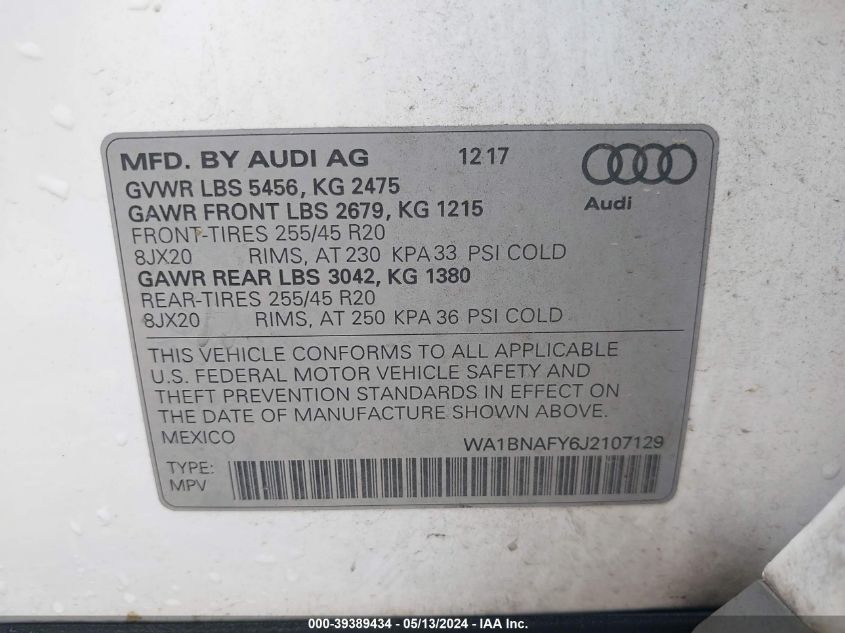 MFD. BY AUDI AG 12 17
Audi
GVWR LBS 5456, KG 2475
GAWR FRONT LBS 2679, KG 1215
FRONT-TIRES 255/45 R20
8JX20 RIMS, AT 230 KPA 33 PSI COLD
GAWR REAR LBS 3042, KG 1380
REAR-TIRES 255/45 R20
8JX20 RIMS, AT 250 KPA 36 PSI COLD
THIS VEHICLE CONFORMS TO ALL APPLICABLE
U.S. FEDERAL MOTOR VEHICLE SAFETY AND
THEFT PREVENTION STANDARDS IN EFFECT ON
THE DATE OF MANUFACTURE SHOWN ABOVE.
MEXICO WA1BNAFY6J2107129
TYPE:
MPV
000-39389434 - 05/13/2024 - IAA Inc.